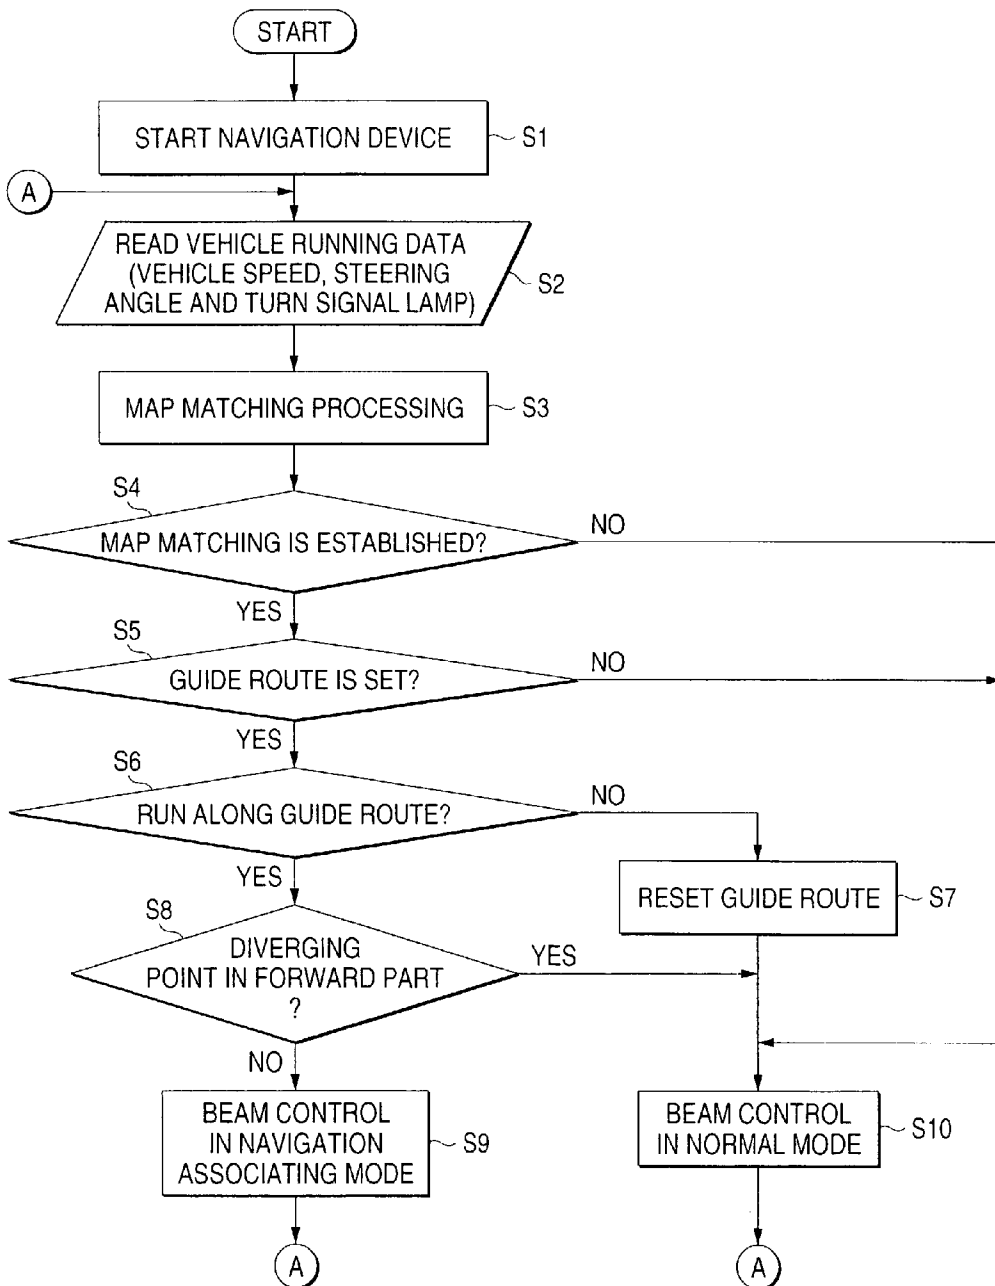 START
START NAVIGATION DEVICE
S1
A
READ VEHICLE RUNNING DATA
(VEHICLE SPEED, STEERING
ANGLE AND TURN SIGNAL LAMP)
S2
MAP MATCHING PROCESSING
S3
S4
MAP MATCHING IS ESTABLISHED?
NO
YES
S5
GUIDE ROUTE IS SET?
NO
YES
S6
RUN ALONG GUIDE ROUTE?
NO
YES
RESET GUIDE ROUTE
S7
S8
DIVERGING
POINT IN FORWARD PART
?
YES
NO
BEAM CONTROL
IN NAVIGATION
ASSOCIATING MODE
S9
BEAM CONTROL
IN NORMAL MODE
S10
A
A